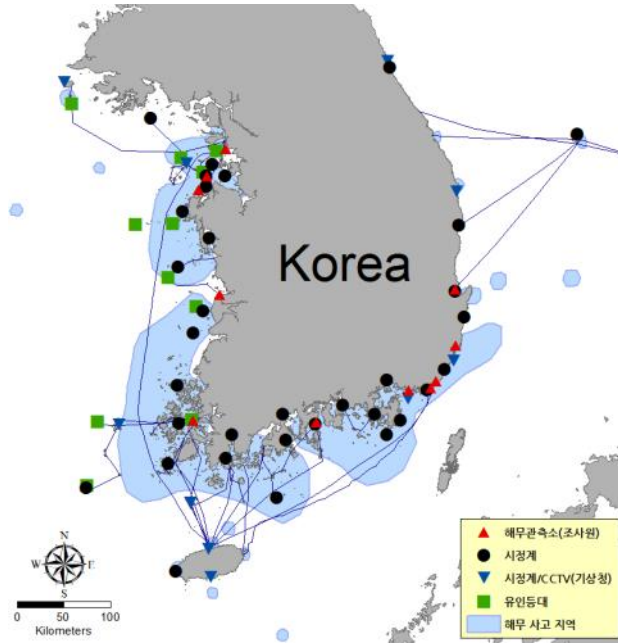 Korea
N
W E
S
0 50 100
Kilometers
해무관측소(조사원)
시정계
시정계/CCTV(기상청)
유인등대
해무 사고 지역